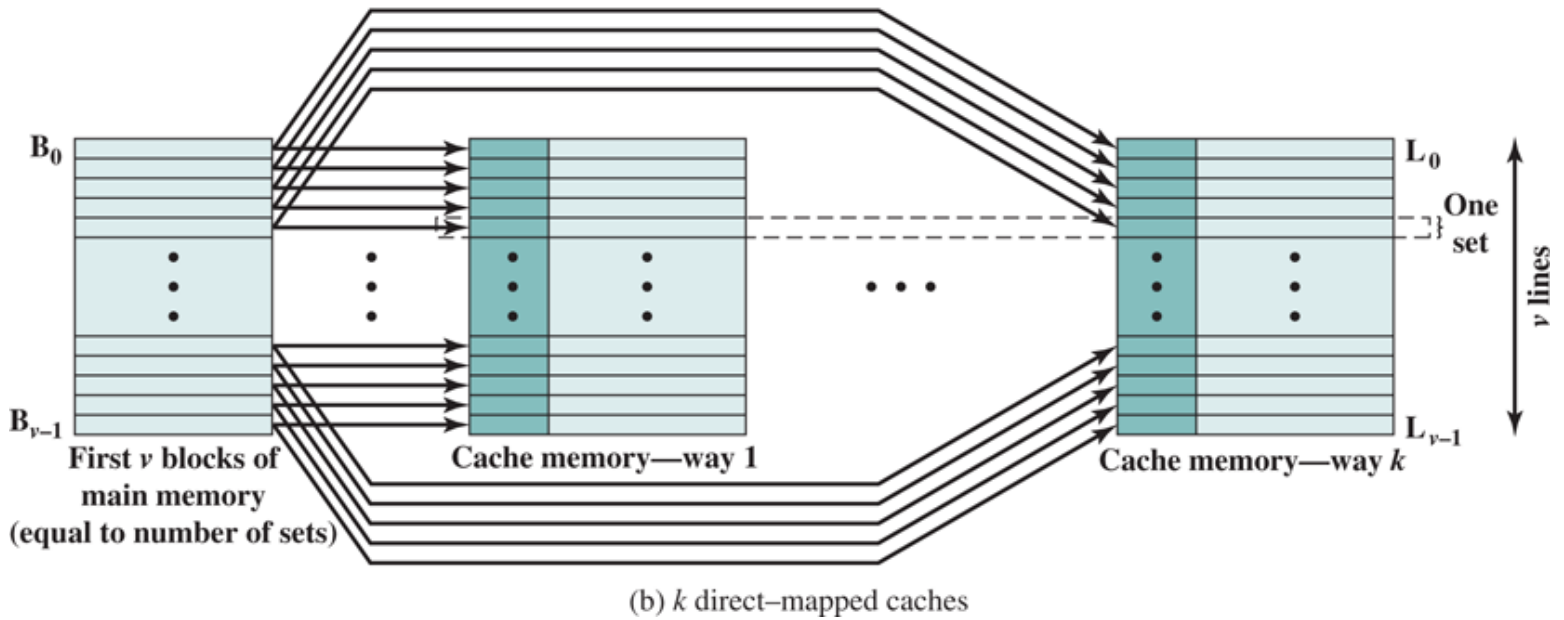 B0
L0
One
set
v lines
Bv–1
Lv–1
First v blocks of
main memory
(equal to number of sets)
Cache memory—way 1
Cache memory—way k
(b) k direct–mapped caches